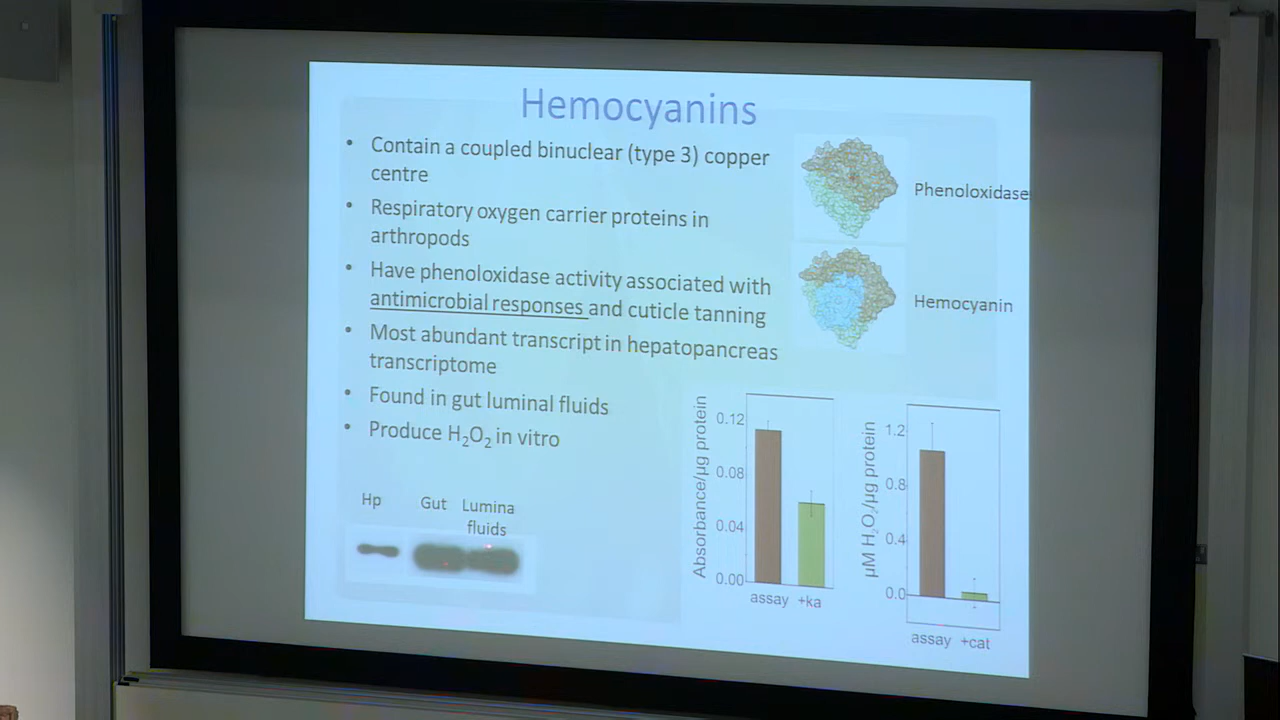 Hemocyanins
• Contain a coupled binuclear (type 3) copper
centre
• Respiratory oxygen carrier proteins in
arthropods
• Have phenoloxidase activity associated with
antimicrobial responses and cuticle tanning
• Most abundant transcript in hepatopancreas
transcriptome
• Found in gut luminal fluids
• Produce H₂O₂ in vitro
Phenoloxidase
Hemocyanin
Hp Gut Lumina
fluids
Absorbance/µg protein
0.12
0.08
0.04
0.00
assay +ka
µM H₂O₂/µg protein
1.2
0.8
0.4
0.0
assay +cat